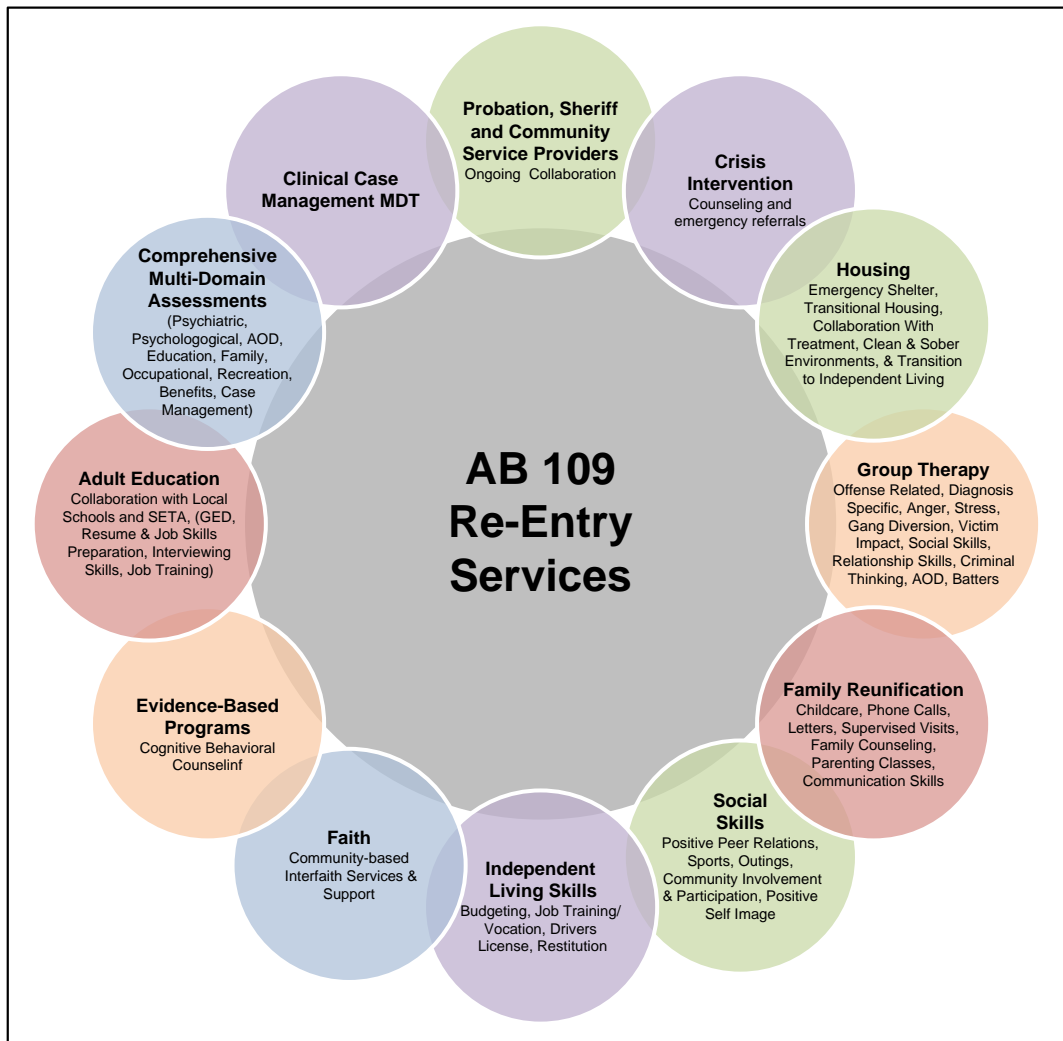 AB 109
Re-Entry
Services
Probation, Sheriff
and Community
Service Providers
Ongoing Collaboration
Crisis
Intervention
Counseling and
emergency referrals
Housing
Emergency Shelter,
Transitional Housing,
Collaboration With
Treatment, Clean & Sober
Environments, & Transition
to Independent Living
Group Therapy
Offense Related, Diagnosis
Specific, Anger, Stress,
Gang Diversion, Victim
Impact, Social Skills,
Relationship Skills, Criminal
Thinking, AOD, Batters
Family Reunification
Childcare, Phone Calls,
Letters, Supervised Visits,
Family Counseling,
Parenting Classes,
Communication Skills
Social
Skills
Positive Peer Relations,
Sports, Outings,
Community Involvement
& Participation, Positive
Self Image
Independent
Living Skills
Budgeting, Job Training/
Vocation, Drivers
License, Restitution
Faith
Community-based
Interfaith Services &
Support
Evidence-Based
Programs
Cognitive Behavioral
Counselinf
Adult Education
Collaboration with Local
Schools and SETA, (GED,
Resume & Job Skills
Preparation, Interviewing
Skills, Job Training)
Comprehensive
Multi-Domain
Assessments
(Psychiatric,
Psychologogical, AOD,
Education, Family,
Occupational, Recreation,
Benefits, Case
Management)
Clinical Case
Management MDT